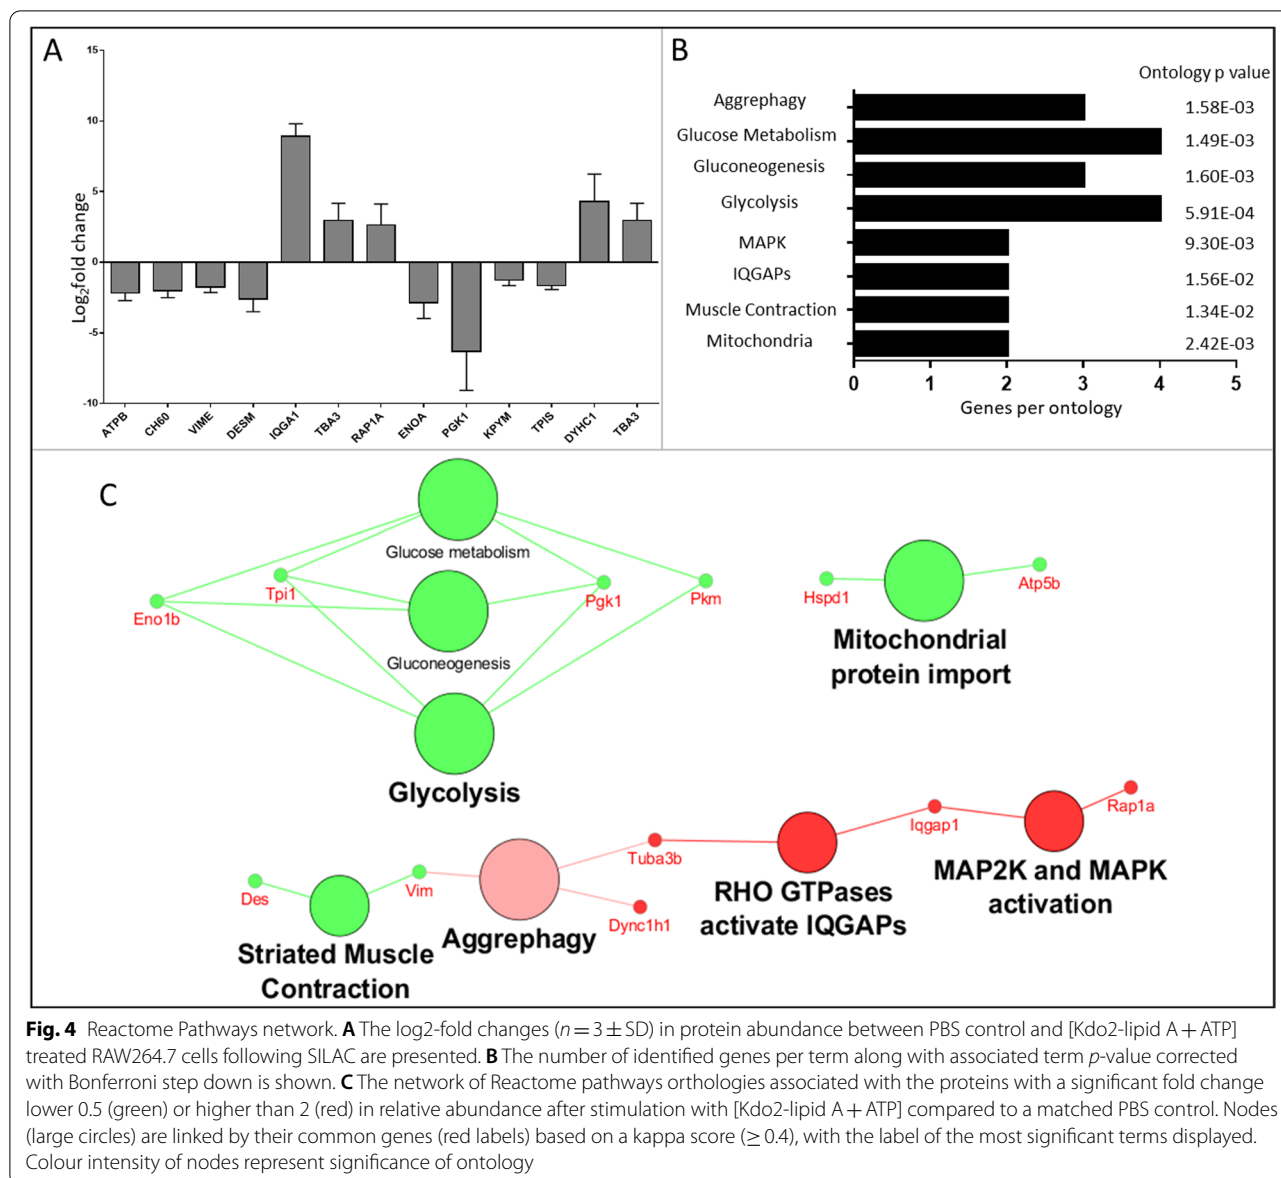 A
15
10
5
0
-5
-10
Log2fold change
ATPB
CH60
VIME
DESM
IQGA1
TBA3
RAP1A
ENOA
PGK1
KPYM
TPIS
DYHC1
TBA3
B
Ontology p value
Aggrephagy 1.58E-03
Glucose Metabolism 1.49E-03
Gluconeogenesis 1.60E-03
Glycolysis 5.91E-04
MAPK 9.30E-03
IQGAPs 1.56E-02
Muscle Contraction 1.34E-02
Mitochondria 2.42E-03
0 1 2 3 4 5
Genes per ontology
C
Glucose metabolism
Eno1b
Tpi1
Pgk1
Pkm
Gluconeogenesis
Glycolysis
Hspd1
Atp5b
Mitochondrial
protein import
Des
Vim
Striated Muscle
Contraction
Aggrephagy
Tuba3b
Dync1h1
RHO GTPases
activate IQGAPs
Iqgap1
Rap1a
MAP2K and MAPK
activation
Fig. 4 Reactome Pathways network. A The log2-fold changes (n = 3 ± SD) in protein abundance between PBS control and [Kdo2-lipid A + ATP]
treated RAW264.7 cells following SILAC are presented. B The number of identified genes per term along with associated term p-value corrected
with Bonferroni step down is shown. C The network of Reactome pathways orthologies associated with the proteins with a significant fold change
lower 0.5 (green) or higher than 2 (red) in relative abundance after stimulation with [Kdo2-lipid A + ATP] compared to a matched PBS control. Nodes
(large circles) are linked by their common genes (red labels) based on a kappa score (≥ 0.4), with the label of the most significant terms displayed.
Colour intensity of nodes represent significance of ontology